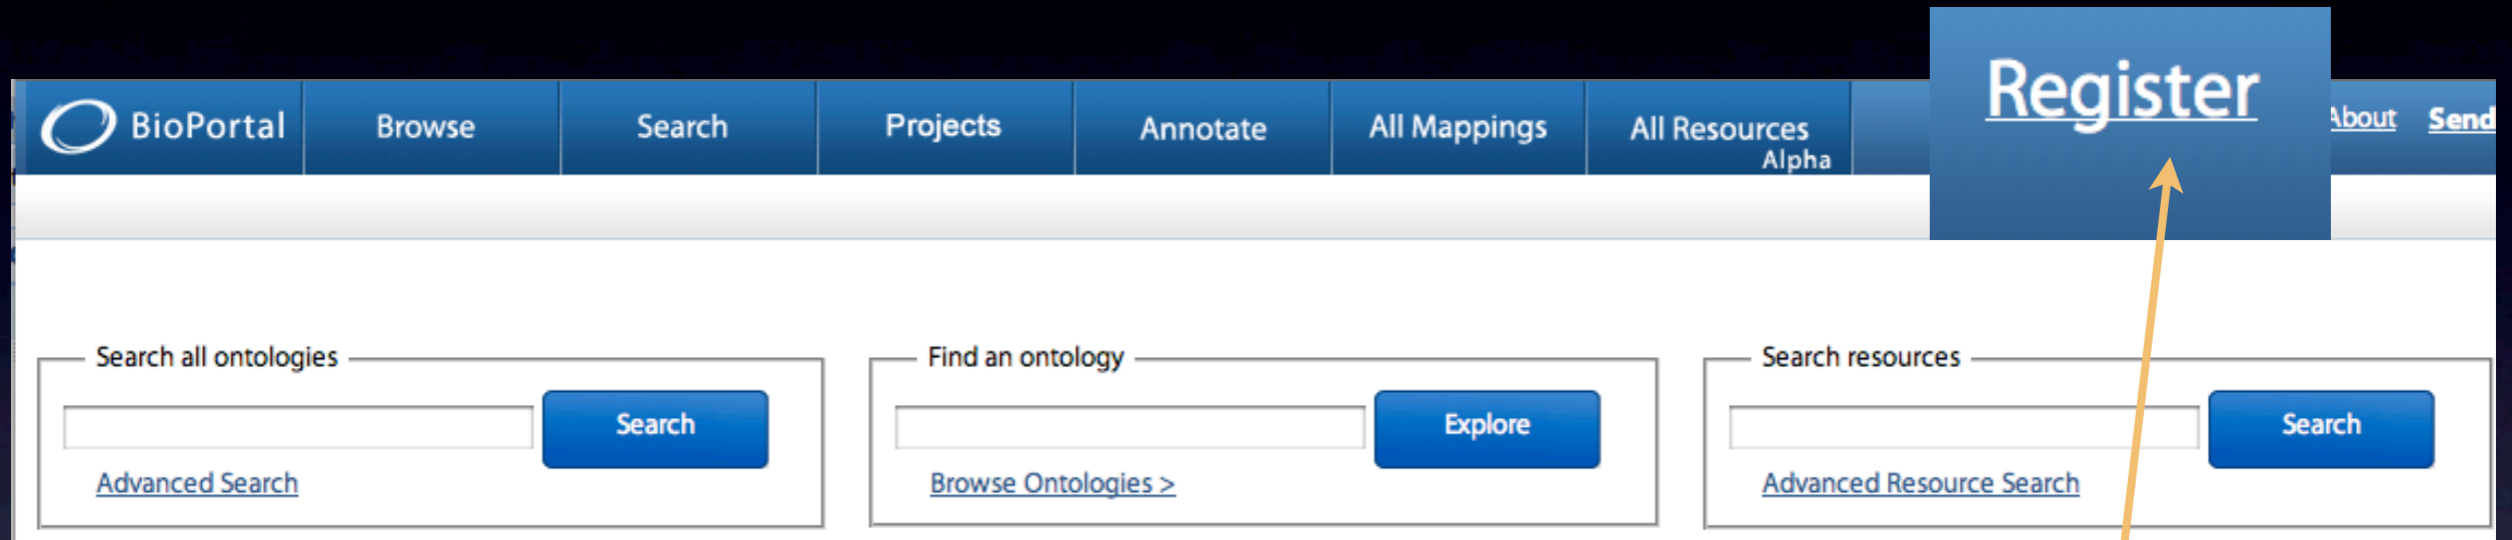 Register
BioPortal Browse Search Projects Annotate All Mappings All Resources About Send
Alpha
Search all ontologies Find an ontology Search resources
Search Explore Search
Advanced Search Browse Ontologies > Advanced Resource Search